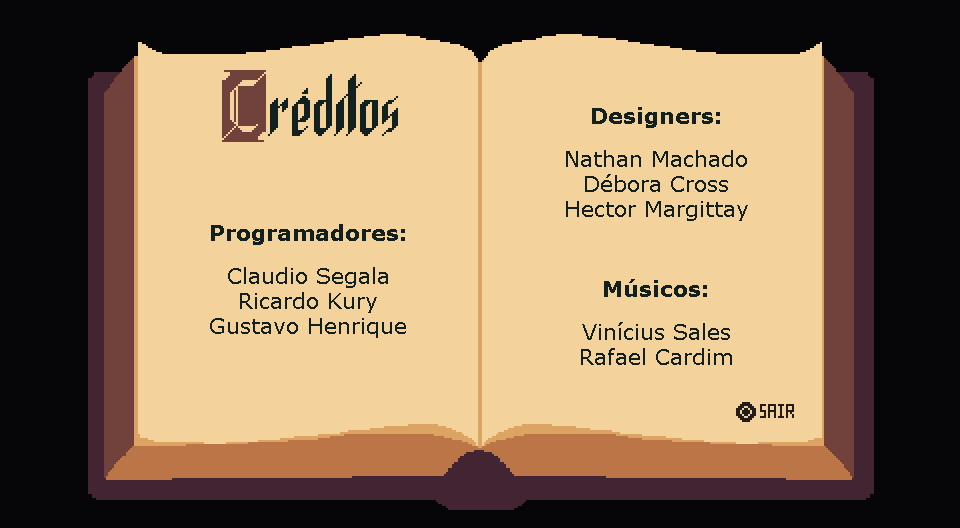 Créditos
Programadores:
Claudio Segala
Ricardo Kury
Gustavo Henrique
Designers:
Nathan Machado
Débora Cross
Hector Margittay
Músicos:
Vinícius Sales
Rafael Cardim
SAIR